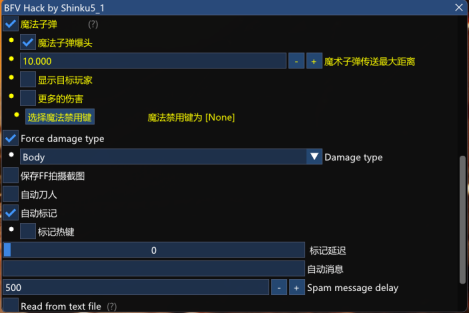 BFV Hack by Shinku5_1
魔法子弹 (?)
魔法子弹爆头
10.000 - + 魔术子弹传送最大距离
显示目标玩家
更多的伤害
选择魔法禁用键 魔法禁用键为 [None]
Force damage type
Body Damage type
保存FF拍摄截图
自动刀人
自动标记
标记热键
0 标记延迟
自动消息
500 - + Spam message delay
Read from text file (?)